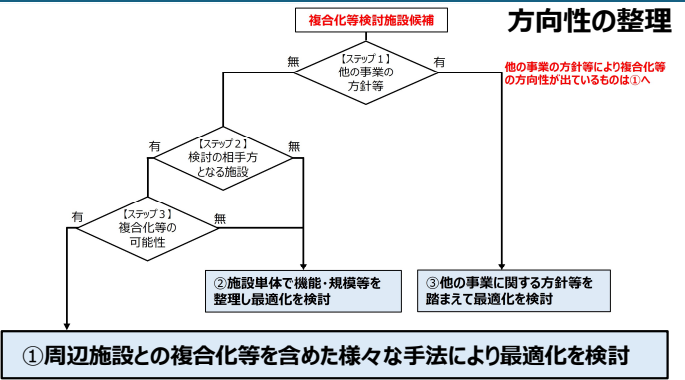 方向性の整理
複合化等検討施設候補
【ステップ1】
他の事業の
方針等
無
有
他の事業の方針等により複合化等
の方向性が出ているものは①へ
【ステップ2】
検討の相手方
となる施設
有
無
【ステップ3】
複合化等の
可能性
有
無
②施設単体で機能・規模等を
整理し最適化を検討
③他の事業に関する方針等を
踏まえて最適化を検討
①周辺施設との複合化等を含めた様々な手法により最適化を検討